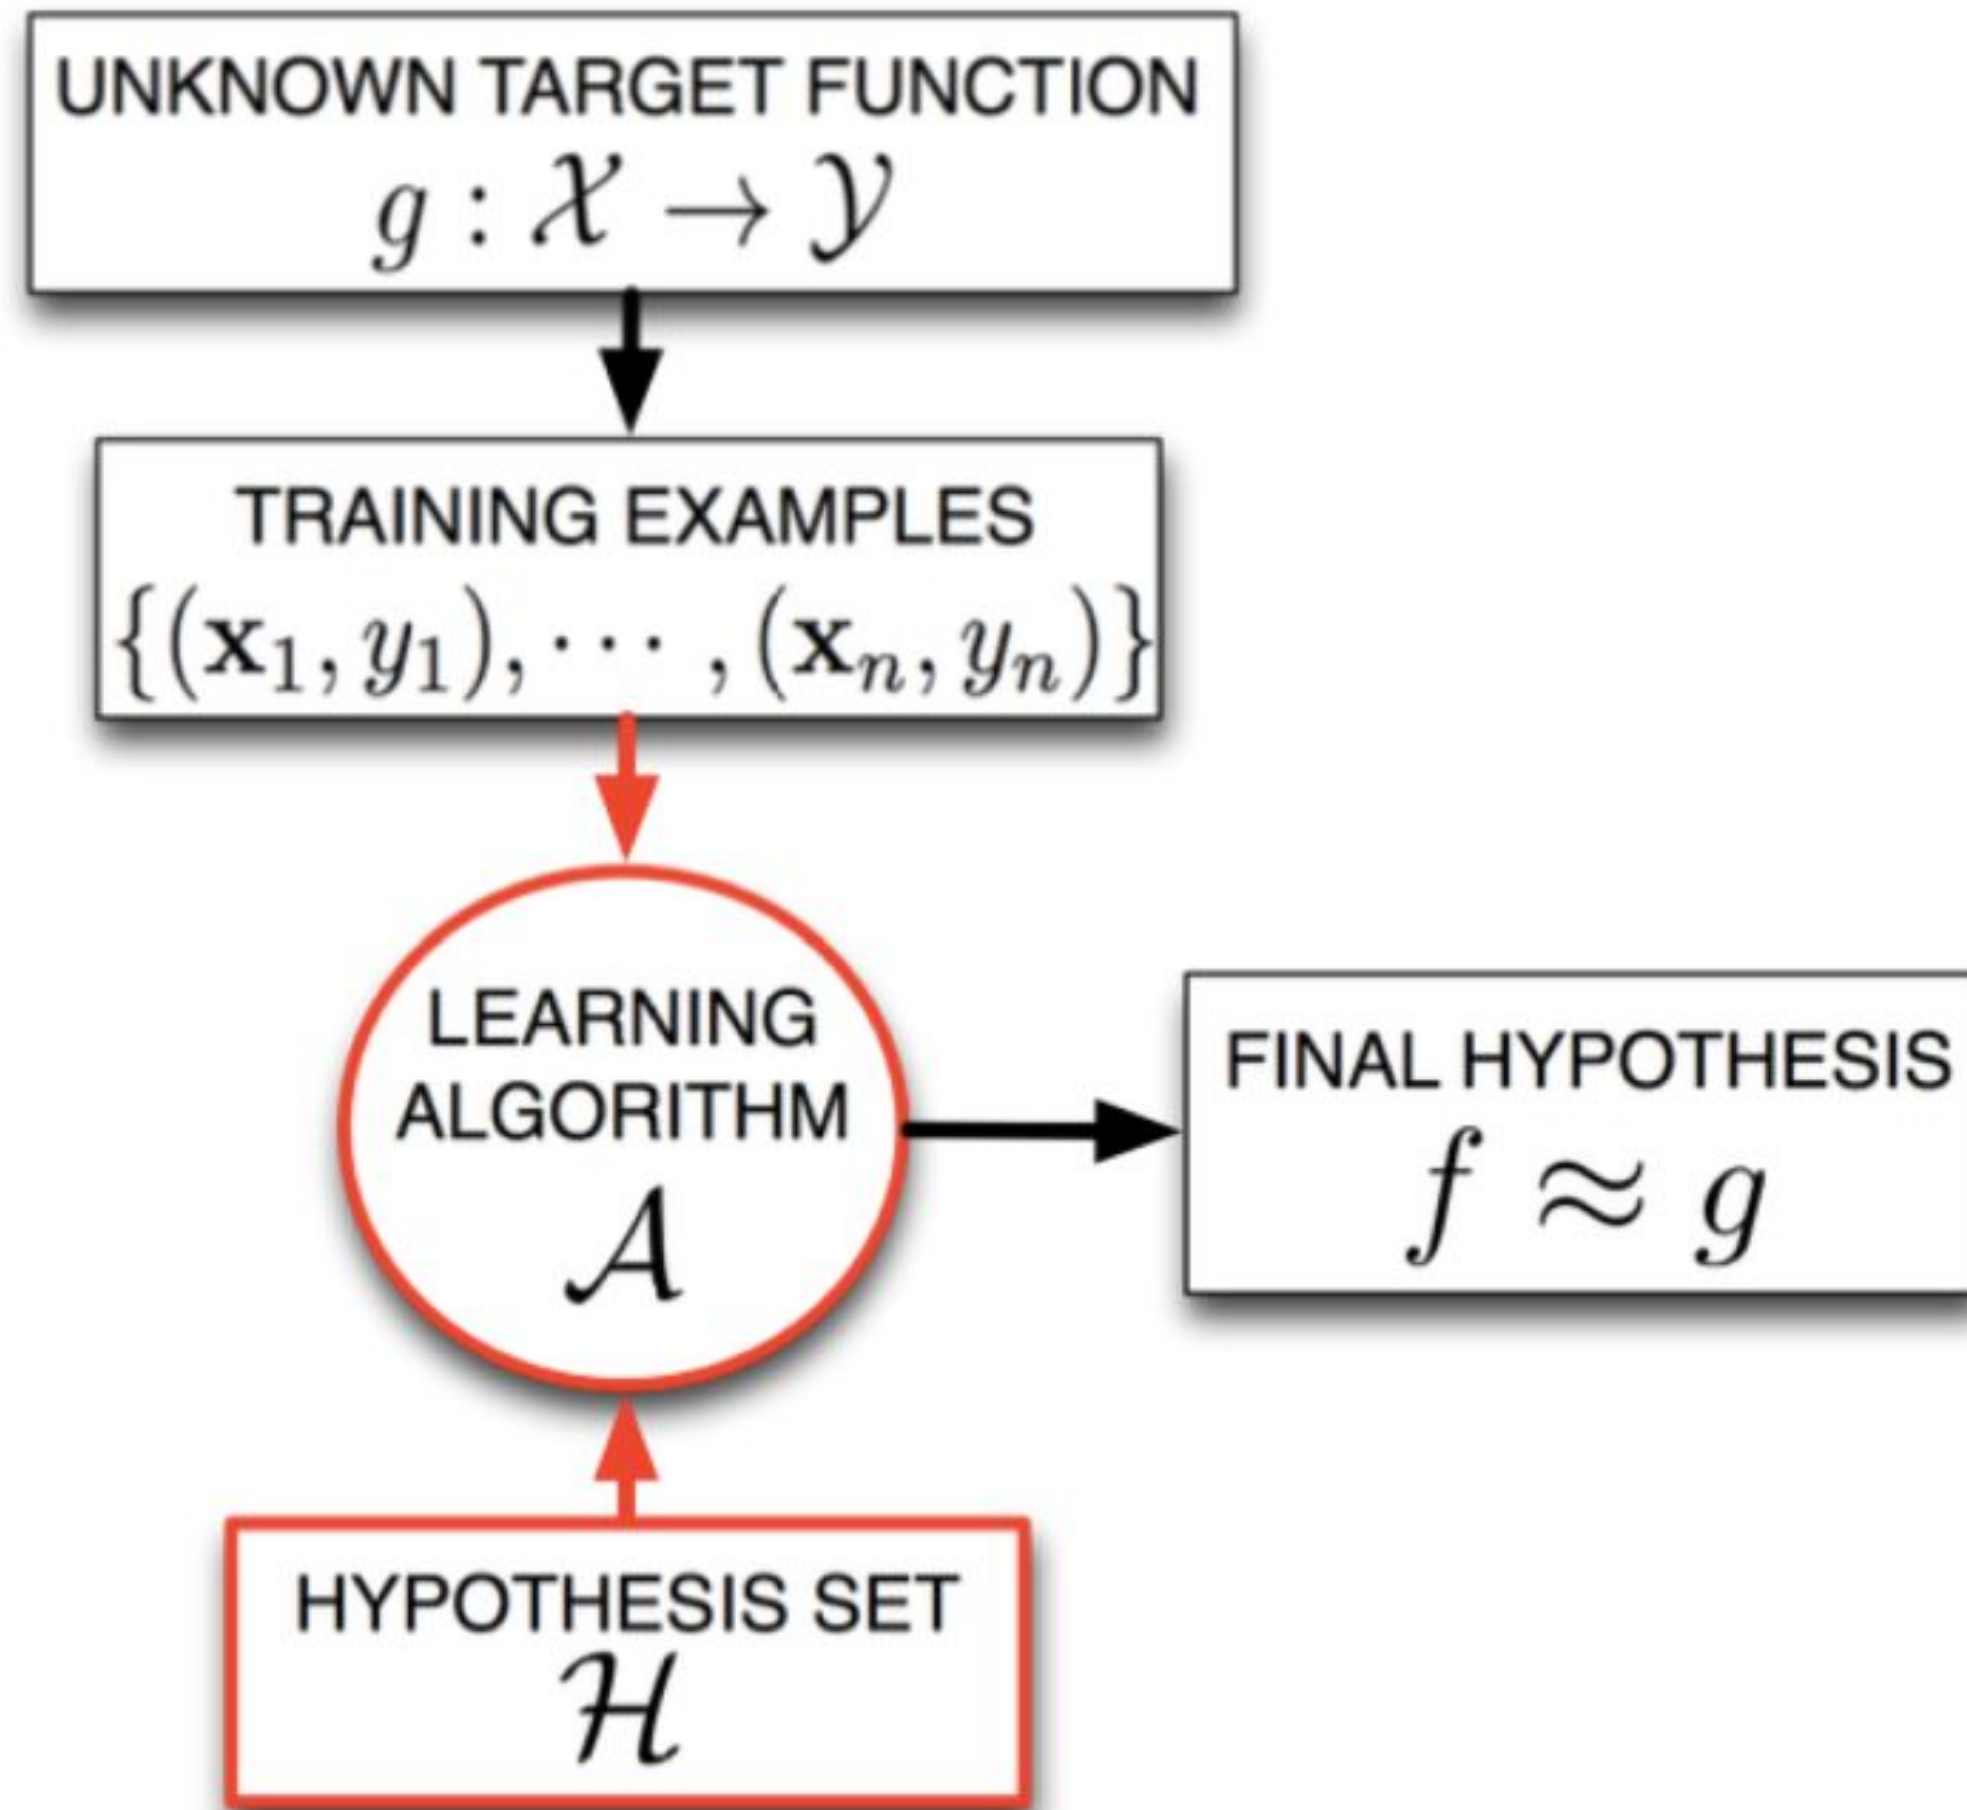 UNKNOWN TARGET FUNCTION
g : 𝒳 → 𝒴
TRAINING EXAMPLES
{(x₁, y₁), ⋯ , (xₙ, yₙ)}
LEARNING
ALGORITHM
𝒜
FINAL HYPOTHESIS
f ≈ g
HYPOTHESIS SET
ℋ